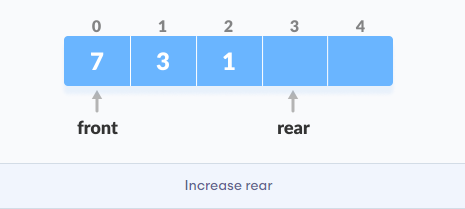 0 1 2 3 4
7 3 1
front rear
Increase rear